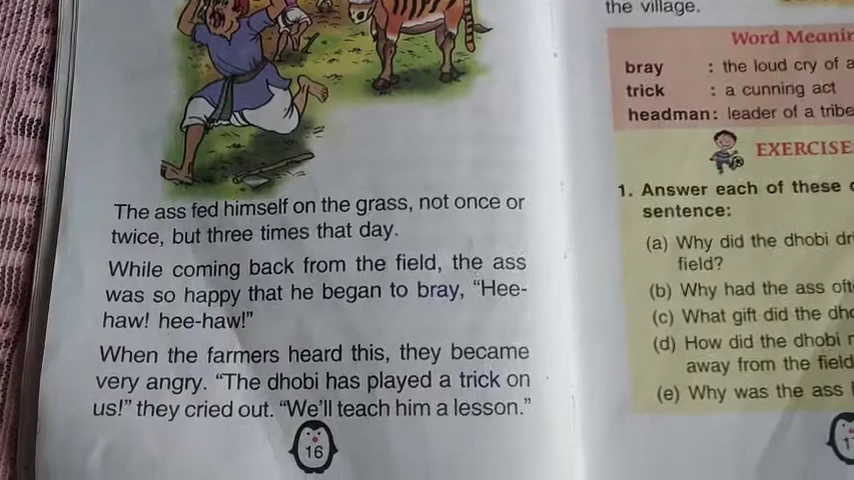 The ass fed himself on the grass, not once or
twice, but three times that day.
While coming back from the field, the ass
was so happy that he began to bray, “Hee-
haw! hee-haw!”
When the farmers heard this, they became
very angry. “The dhobi has played a trick on
us!” they cried out. “We’ll teach him a lesson.”
16
the village.
Word
bray : the loud cry of a
trick : a cunning act
headman: leader of a
EXERCISE
1. Answer each of these
sentence:
(a) Why did the dhobi
field?
(b) Why had the ass
(c) What gift did the
(d) How did the dhobi
away from the field
(e) Why was the ass